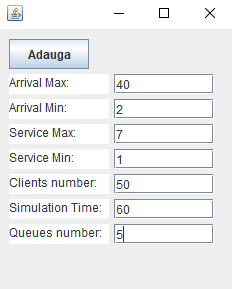 Adauga
Arrival Max: 40
Arrival Min: 2
Service Max: 7
Service Min: 1
Clients number: 50
Simulation Time: 60
Queues number: 5